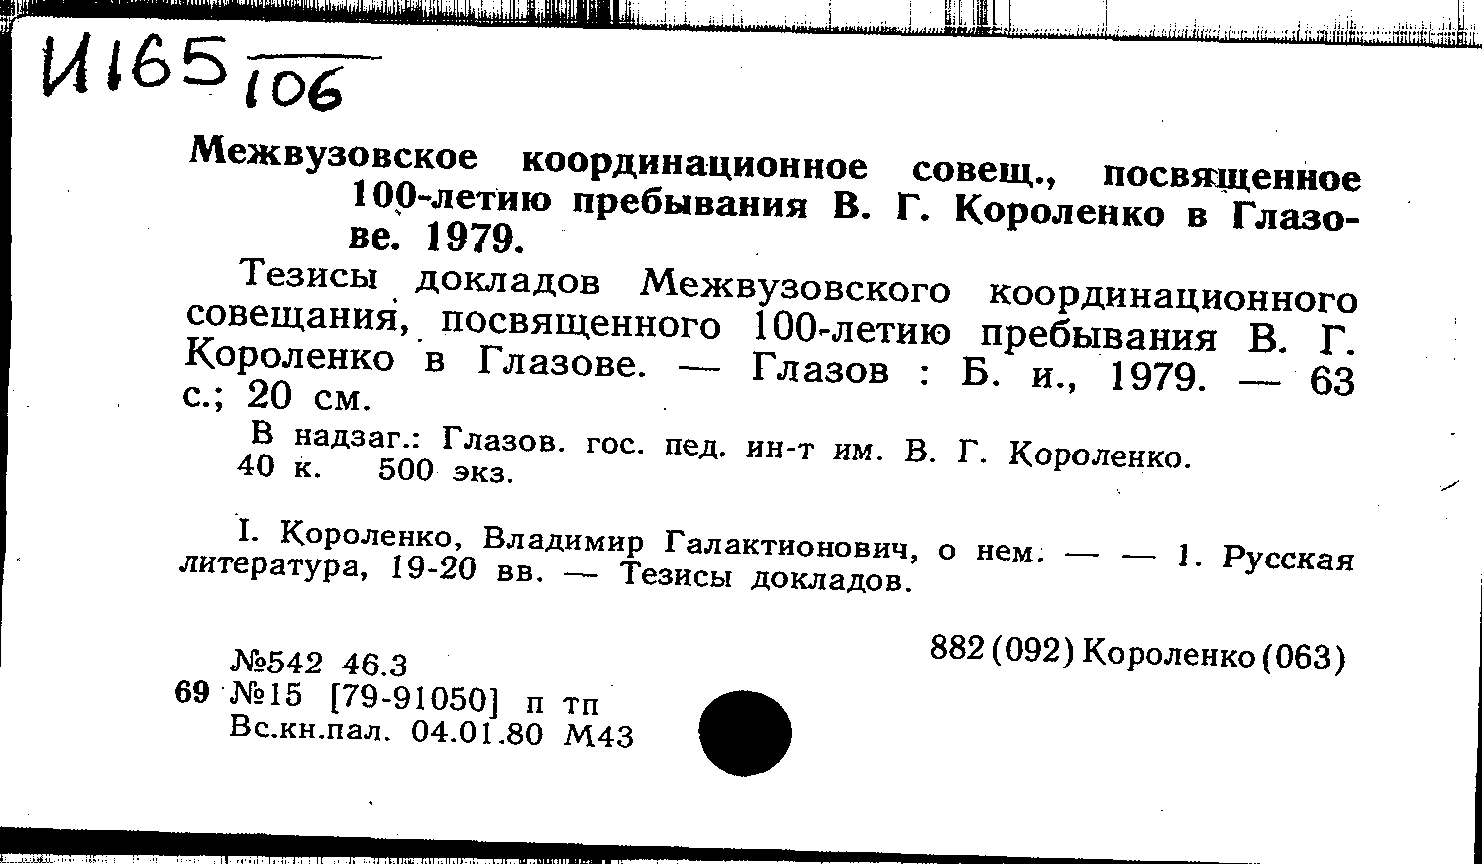 И165/106
Межвузовское координационное совещ., посвященное
100-летию пребывания В. Г. Короленко в Глазо-
ве. 1979.
Тезисы докладов Межвузовского координационного
совещания, посвященного 100-летию пребывания В. Г.
Короленко в Глазове. — Глазов : Б. и., 1979. — 63
с.; 20 см.
В надзаг.: Глазов. гос. пед. ин-т им. В. Г. Короленко.
40 к. 500 экз.
I. Короленко, Владимир Галактионович, о нем. — — 1. Русская
литература, 19-20 вв. — Тезисы докладов.
882(092)Короленко(063)
№542 46.3
69 №15 [79-91050] п тп
Вс.кн.пал. 04.01.80 М43